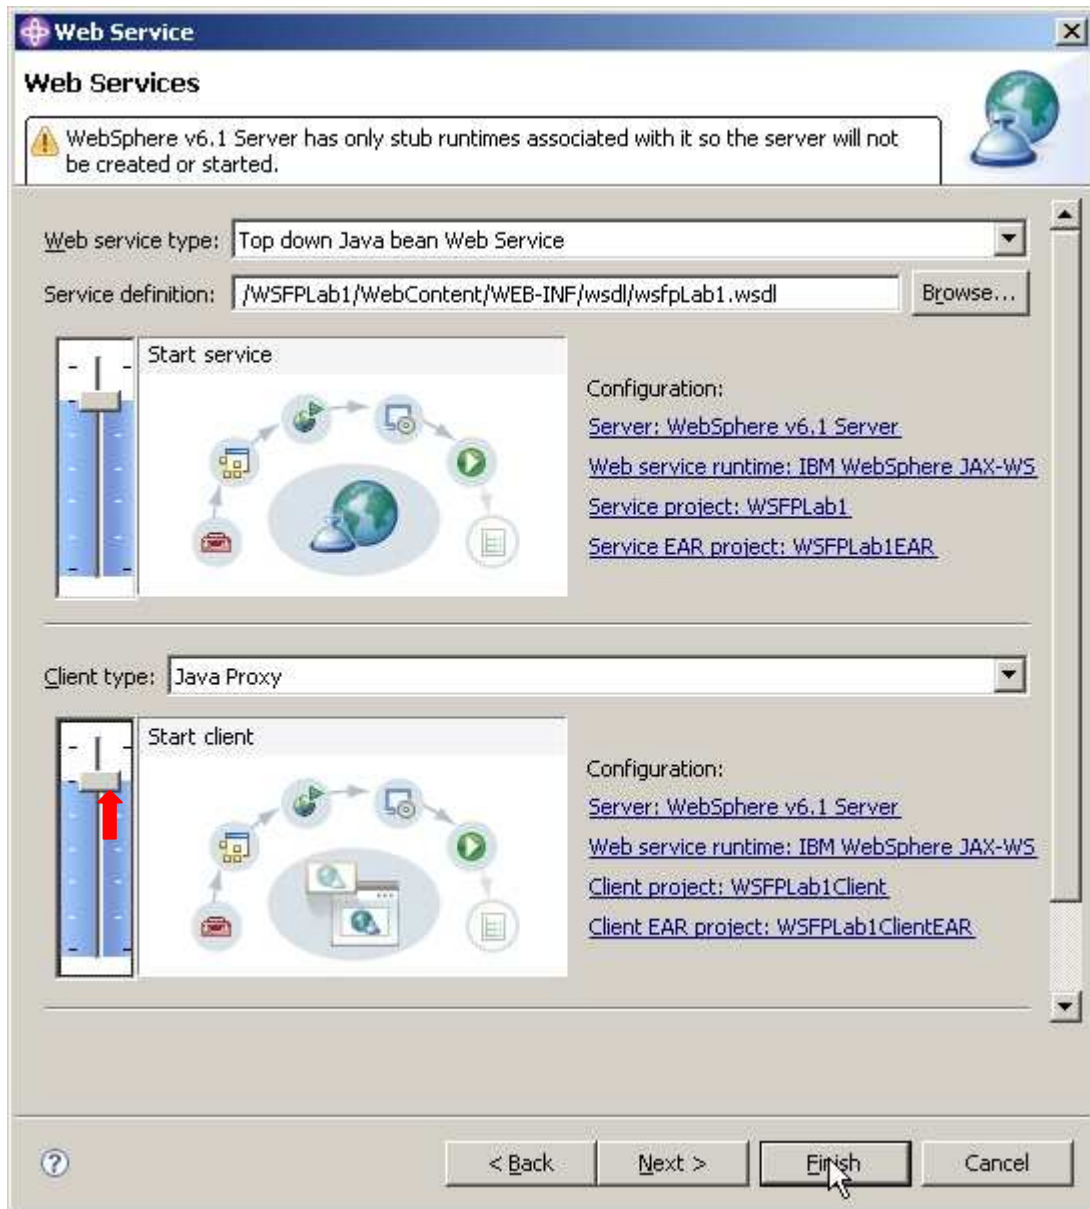 Web Service
Web Services
WebSphere v6.1 Server has only stub runtimes associated with it so the server will not
be created or started.
Web service type: Top down Java bean Web Service
Service definition: /WSFPLab1/WebContent/WEB-INF/wsdl/wsfpLab1.wsdl Browse...
Start service
Configuration:
Server: WebSphere v6.1 Server
Web service runtime: IBM WebSphere JAX-WS
Service project: WSFPLab1
Service EAR project: WSFPLab1EAR
Client type: Java Proxy
Start client
Configuration:
Server: WebSphere v6.1 Server
Web service runtime: IBM WebSphere JAX-WS
Client project: WSFPLab1Client
Client EAR project: WSFPLab1ClientEAR
? < Back Next > Finish Cancel